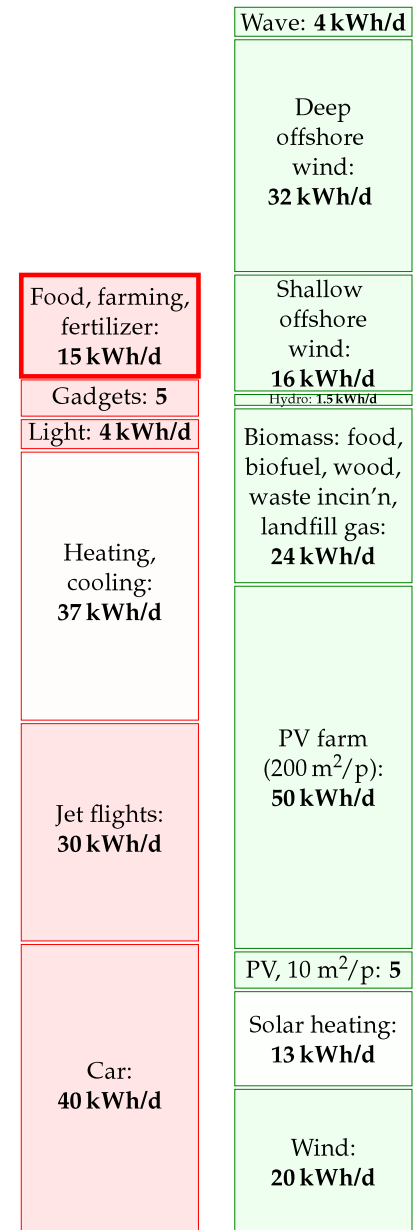 Food, farming,
fertilizer:
15 kWh/d
Gadgets: 5
Light: 4 kWh/d
Heating,
cooling:
37 kWh/d
Jet flights:
30 kWh/d
Car:
40 kWh/d
Wave: 4 kWh/d
Deep
offshore
wind:
32 kWh/d
Shallow
offshore
wind:
16 kWh/d
Hydro: 1.5 kWh/d
Biomass: food,
biofuel, wood,
waste incin’n,
landfill gas:
24 kWh/d
PV farm
(200 m²/p):
50 kWh/d
PV, 10 m²/p: 5
Solar heating:
13 kWh/d
Wind:
20 kWh/d